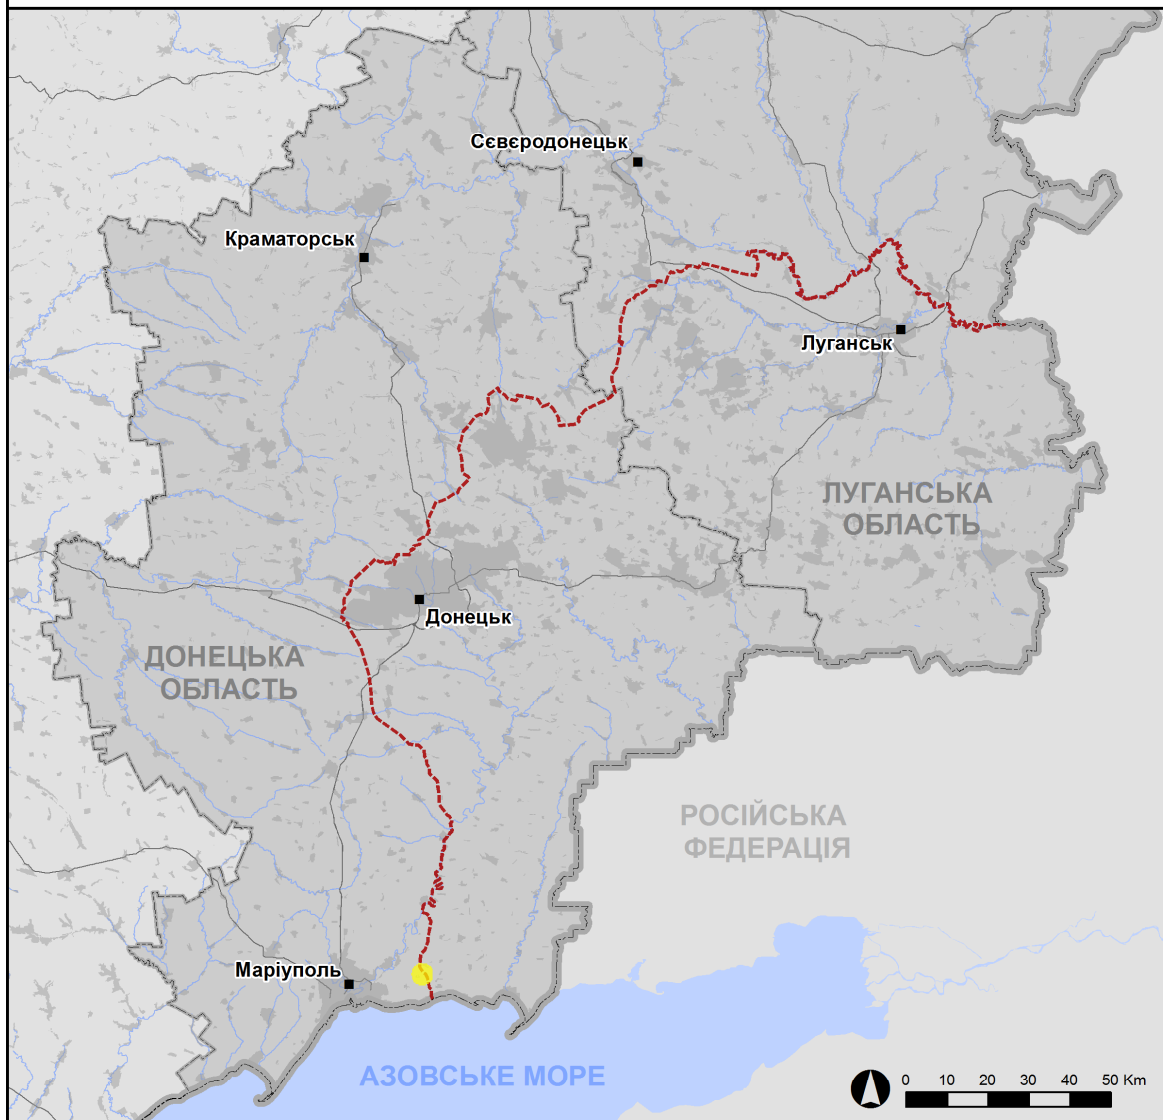 Сєвєродонецьк
Краматорськ
Луганськ
ЛУГАНСЬКА
ОБЛАСТЬ
Донецьк
ДОНЕЦЬКА
ОБЛАСТЬ
РОСІЙСЬКА
ФЕДЕРАЦІЯ
Маріуполь
АЗОВСЬКЕ МОРЕ
0 10 20 30 40 50 Km